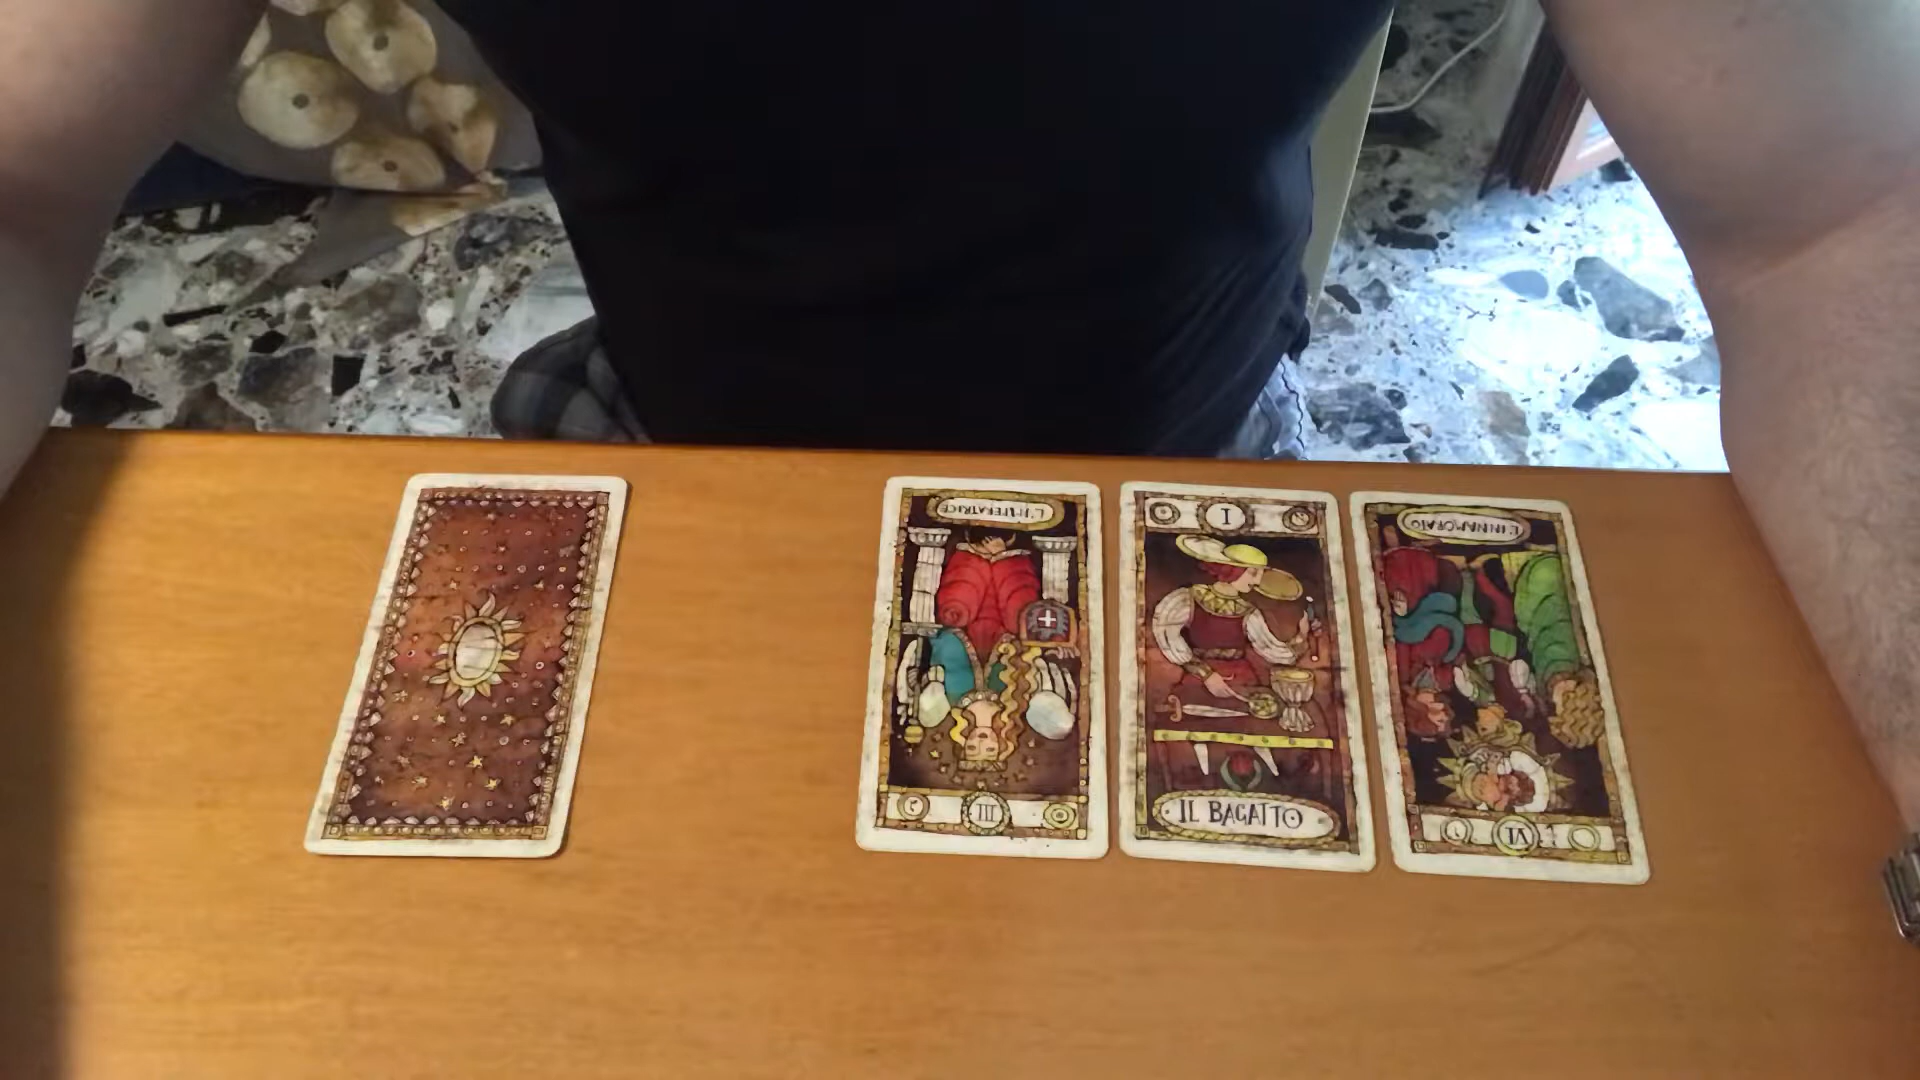 L'IMPERATRICE
III
I
IL BAGATTO
L'INNAMORATO
VI